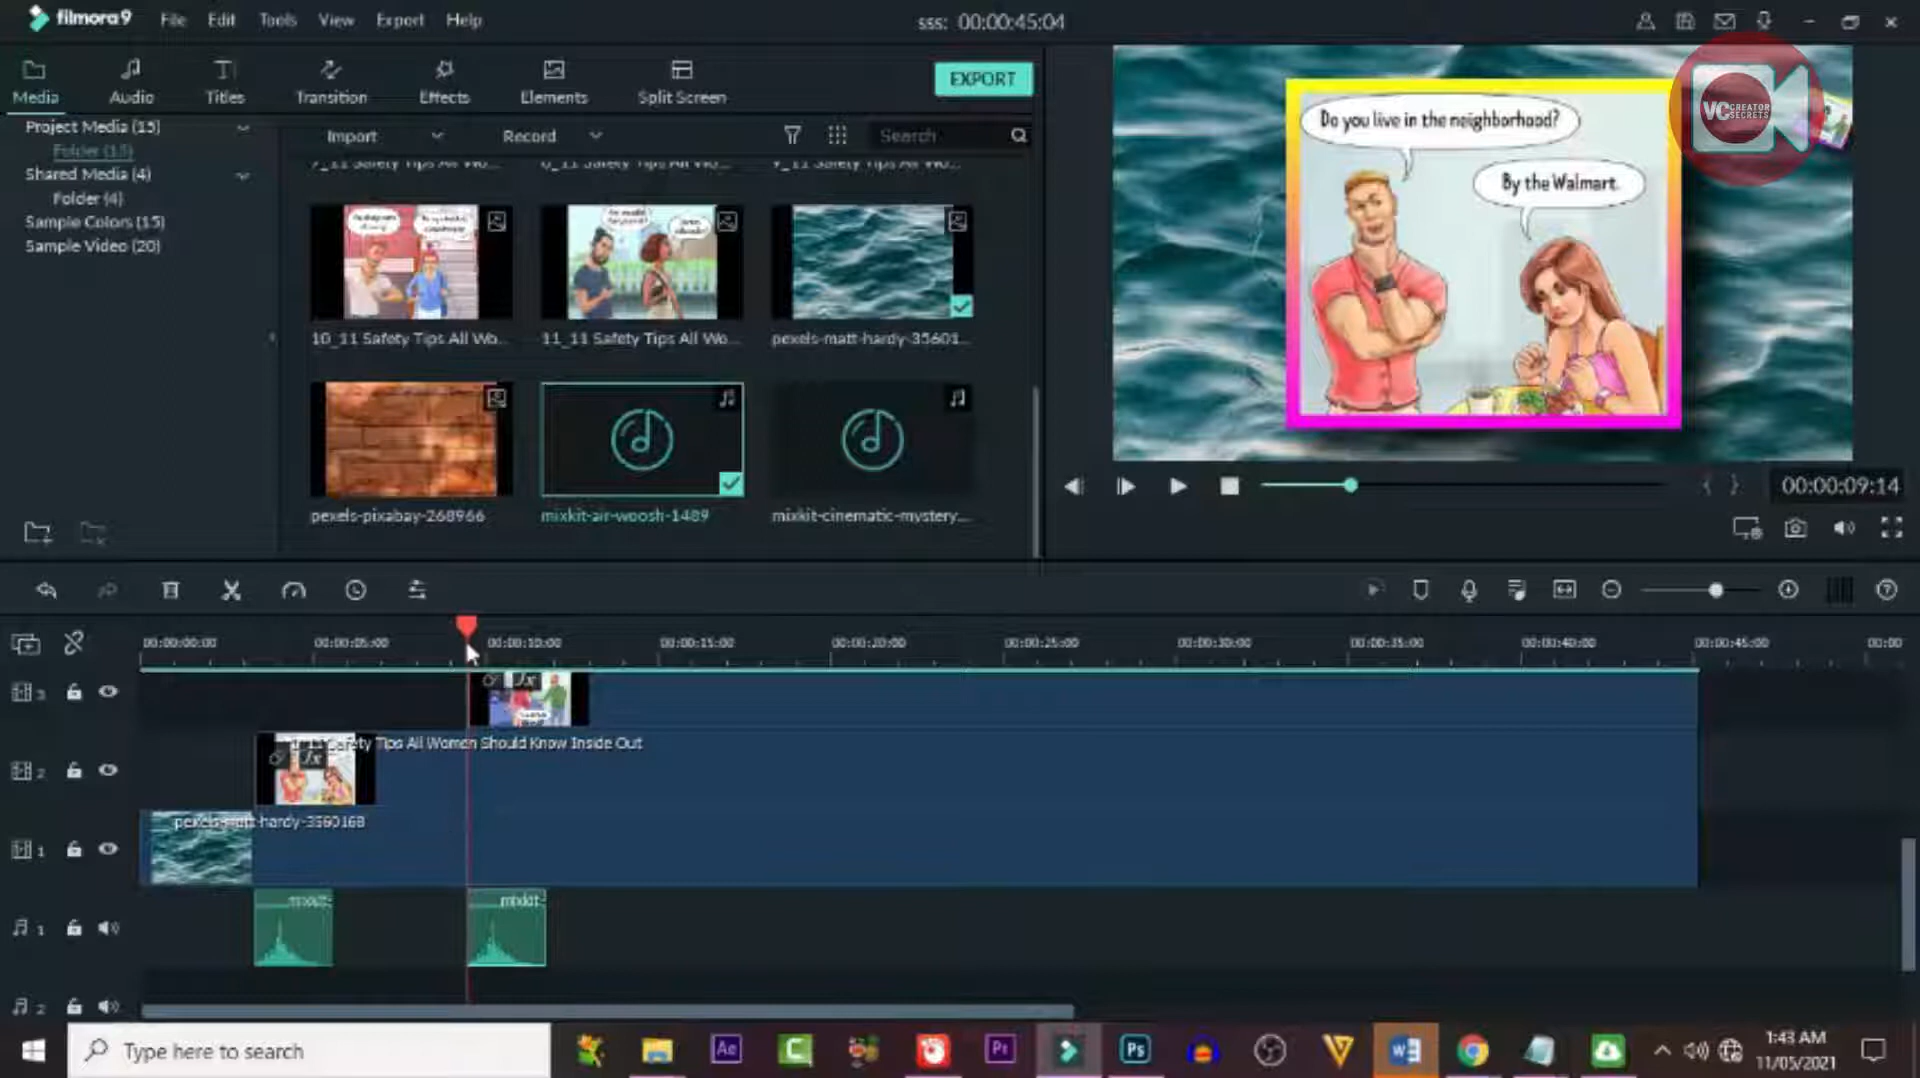 filmora9
File Edit Tools View Export Help
sss: 00:00:45:04
Media Audio Titles Transition Effects Elements Split Screen
EXPORT
Project Media (15)
Folder (15)
Shared Media (4)
Folder (4)
Sample Colors (15)
Sample Video (20)
Import Record Search
10_11 Safety Tips All Wo...
11_11 Safety Tips All Wo...
pexels-matt-hardy-35601...
pexels-pixabay-268966
mixkit-air-woosh-1489
mixkit-cinematic-mystery...
Do you live in the neighborhood?
By the Walmart.
VC CREATOR
SECRETS
00:00:09:14
00:00:00:00 00:00:05:00 00:00:10:00 00:00:15:00 00:00:20:00 00:00:25:00 00:00:30:00 00:00:35:00 00:00:40:00 00:00:45:00 00:00
3
Safety Tips All Women Should Know Inside Out
2
pexels-matt-hardy-3560168
1
mixkit-
mixkit-
1
2
Type here to search
Ae
Pr
Ps
1:43 AM
11/05/2021